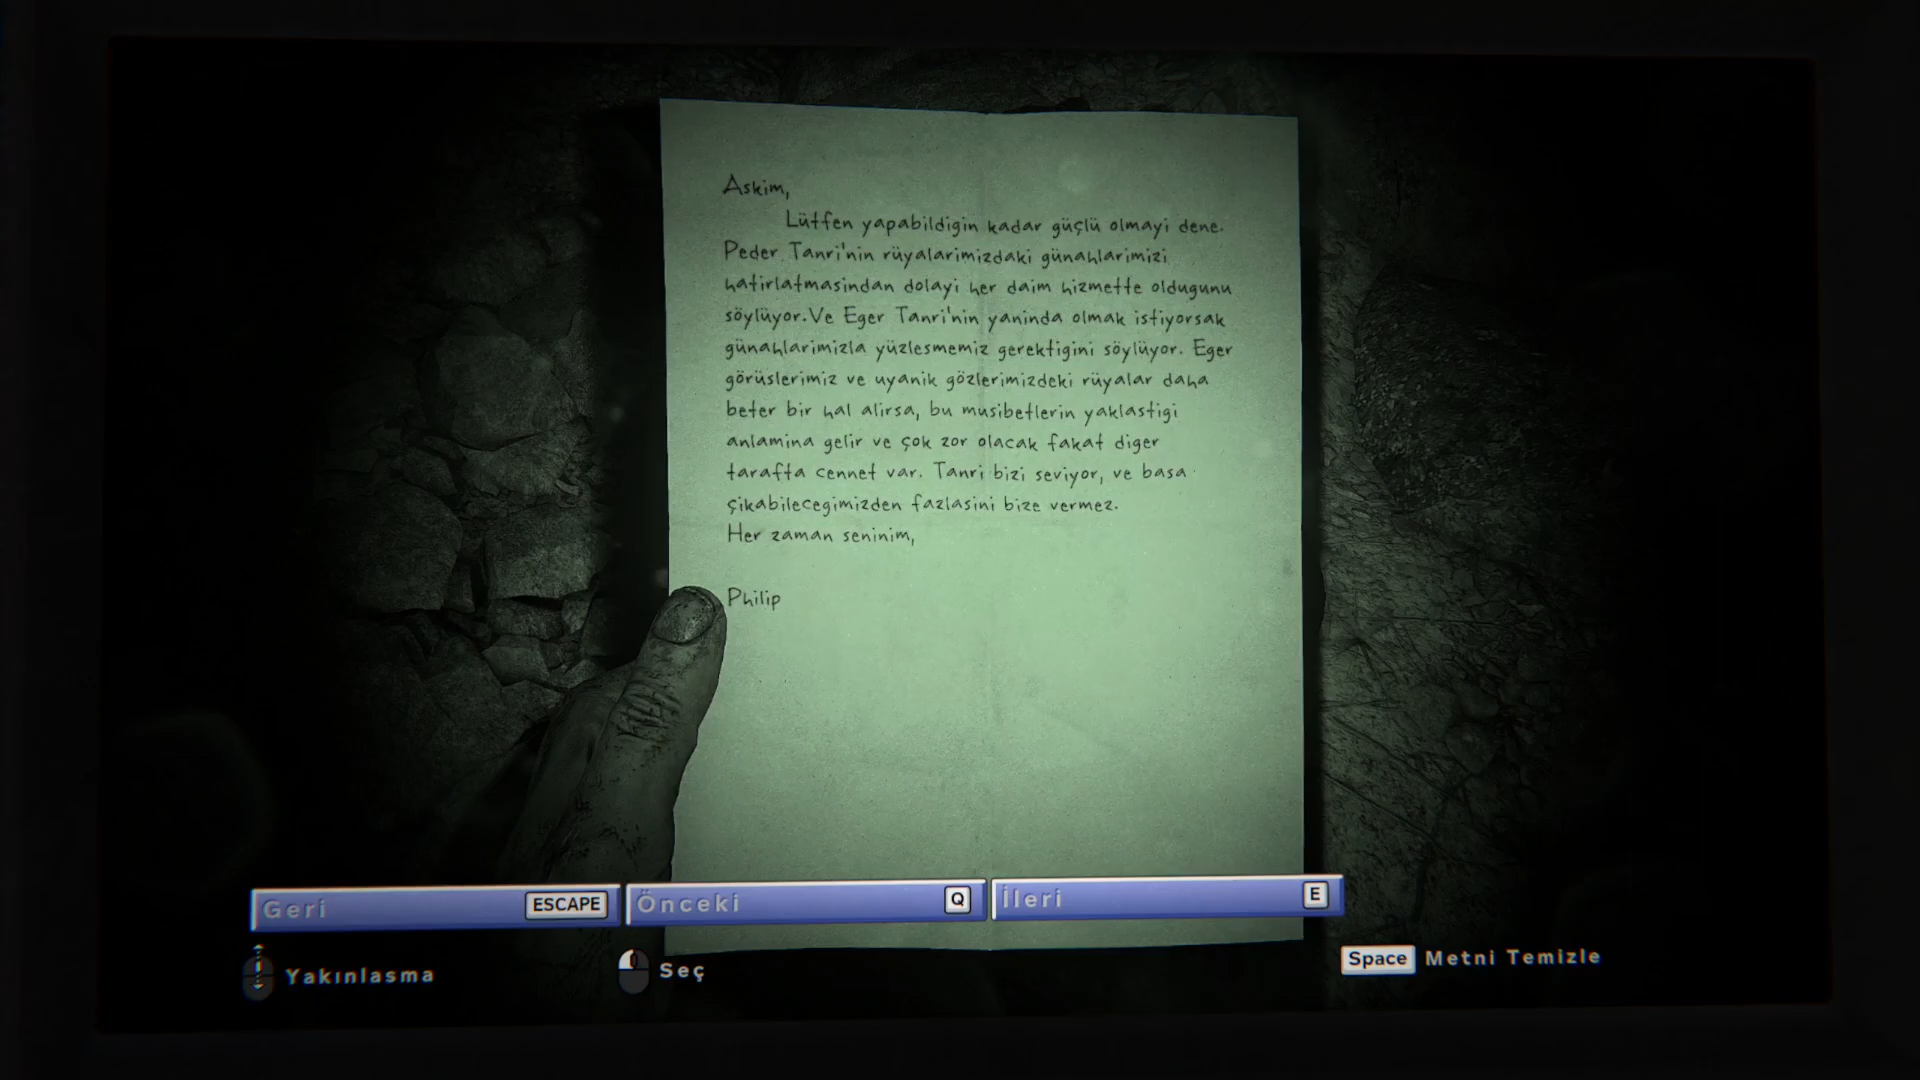 Askim,
Lütfen yapabildigin kadar güçlü olmayi dene.
Peder Tanri'nin rüyalarimizdaki günahlarimizi
hatirlatmasindan dolayi her daim hizmette oldugunu
söylüyor.Ve Eger Tanri'nin yaninda olmak istiyorsak
günahlarimizla yüzlesmemiz gerektigini söylüyor. Eger
görüslerimiz ve uyanik gözlerimizdeki rüyalar daha
beter bir hal alirsa, bu musibetlerin yaklastigi
anlamina gelir ve çok zor olacak fakat diger
tarafta cennet var. Tanri bizi seviyor, ve basa
çikabilecegimizden fazlasini bize vermez.
Her zaman seninim,
Philip
Geri ESCAPE Önceki Q İleri E
Yakınlasma Seç Space Metni Temizle